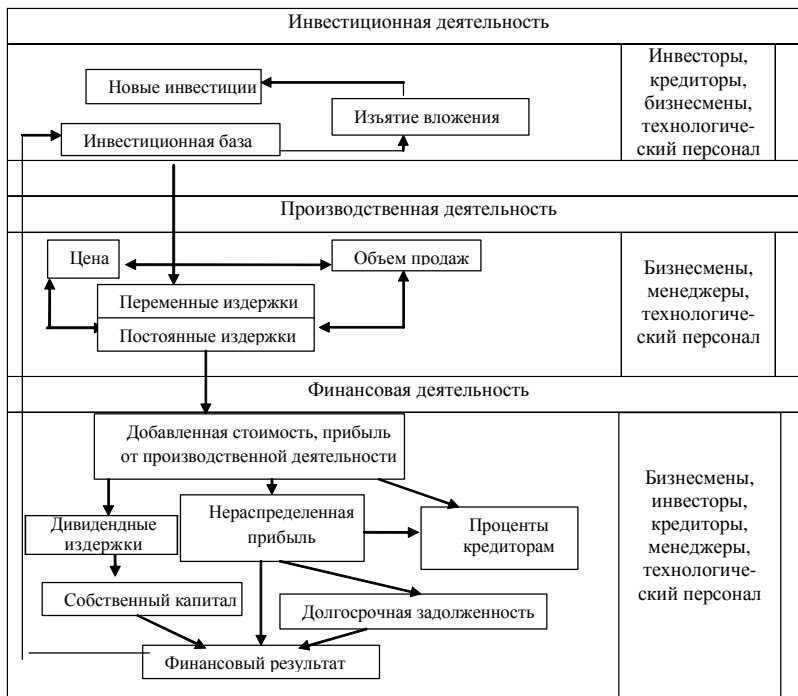 Инвестиционная деятельность
Новые инвестиции
Изъятие вложения
Инвестиционная база
Инвесторы,
кредиторы,
бизнесмены,
технологиче-
ский персонал
Производственная деятельность
Цена
Объем продаж
Переменные издержки
Постоянные издержки
Бизнесмены,
менеджеры,
технологиче-
ский персонал
Финансовая деятельность
Добавленная стоимость, прибыль
от производственной деятельности
Дивидендные
издержки
Нераспределенная
прибыль
Проценты
кредиторам
Собственный капитал
Долгосрочная задолженность
Финансовый результат
Бизнесмены,
инвесторы,
кредиторы,
менеджеры,
технологиче-
ский персонал